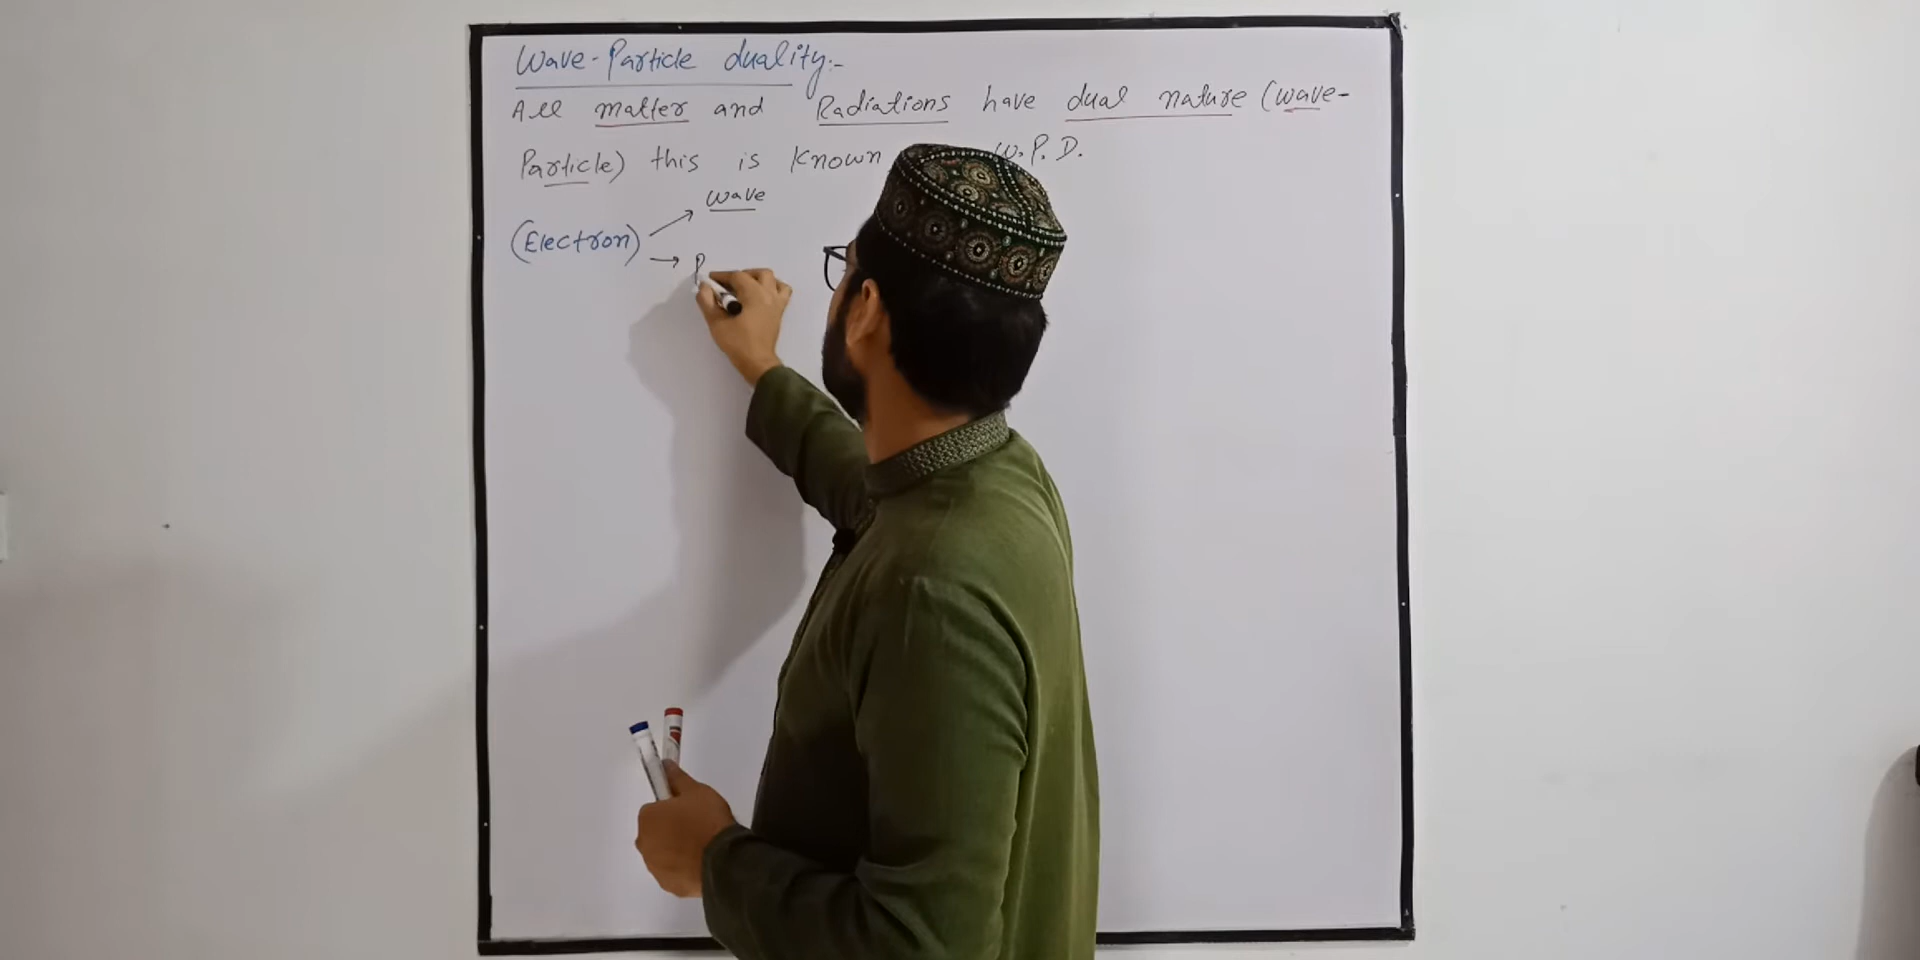 Wave-Particle duality:-
All matter and Radiations have dual nature (wave-
Particle) this is known W.P.D.
wave
(Electron)
P